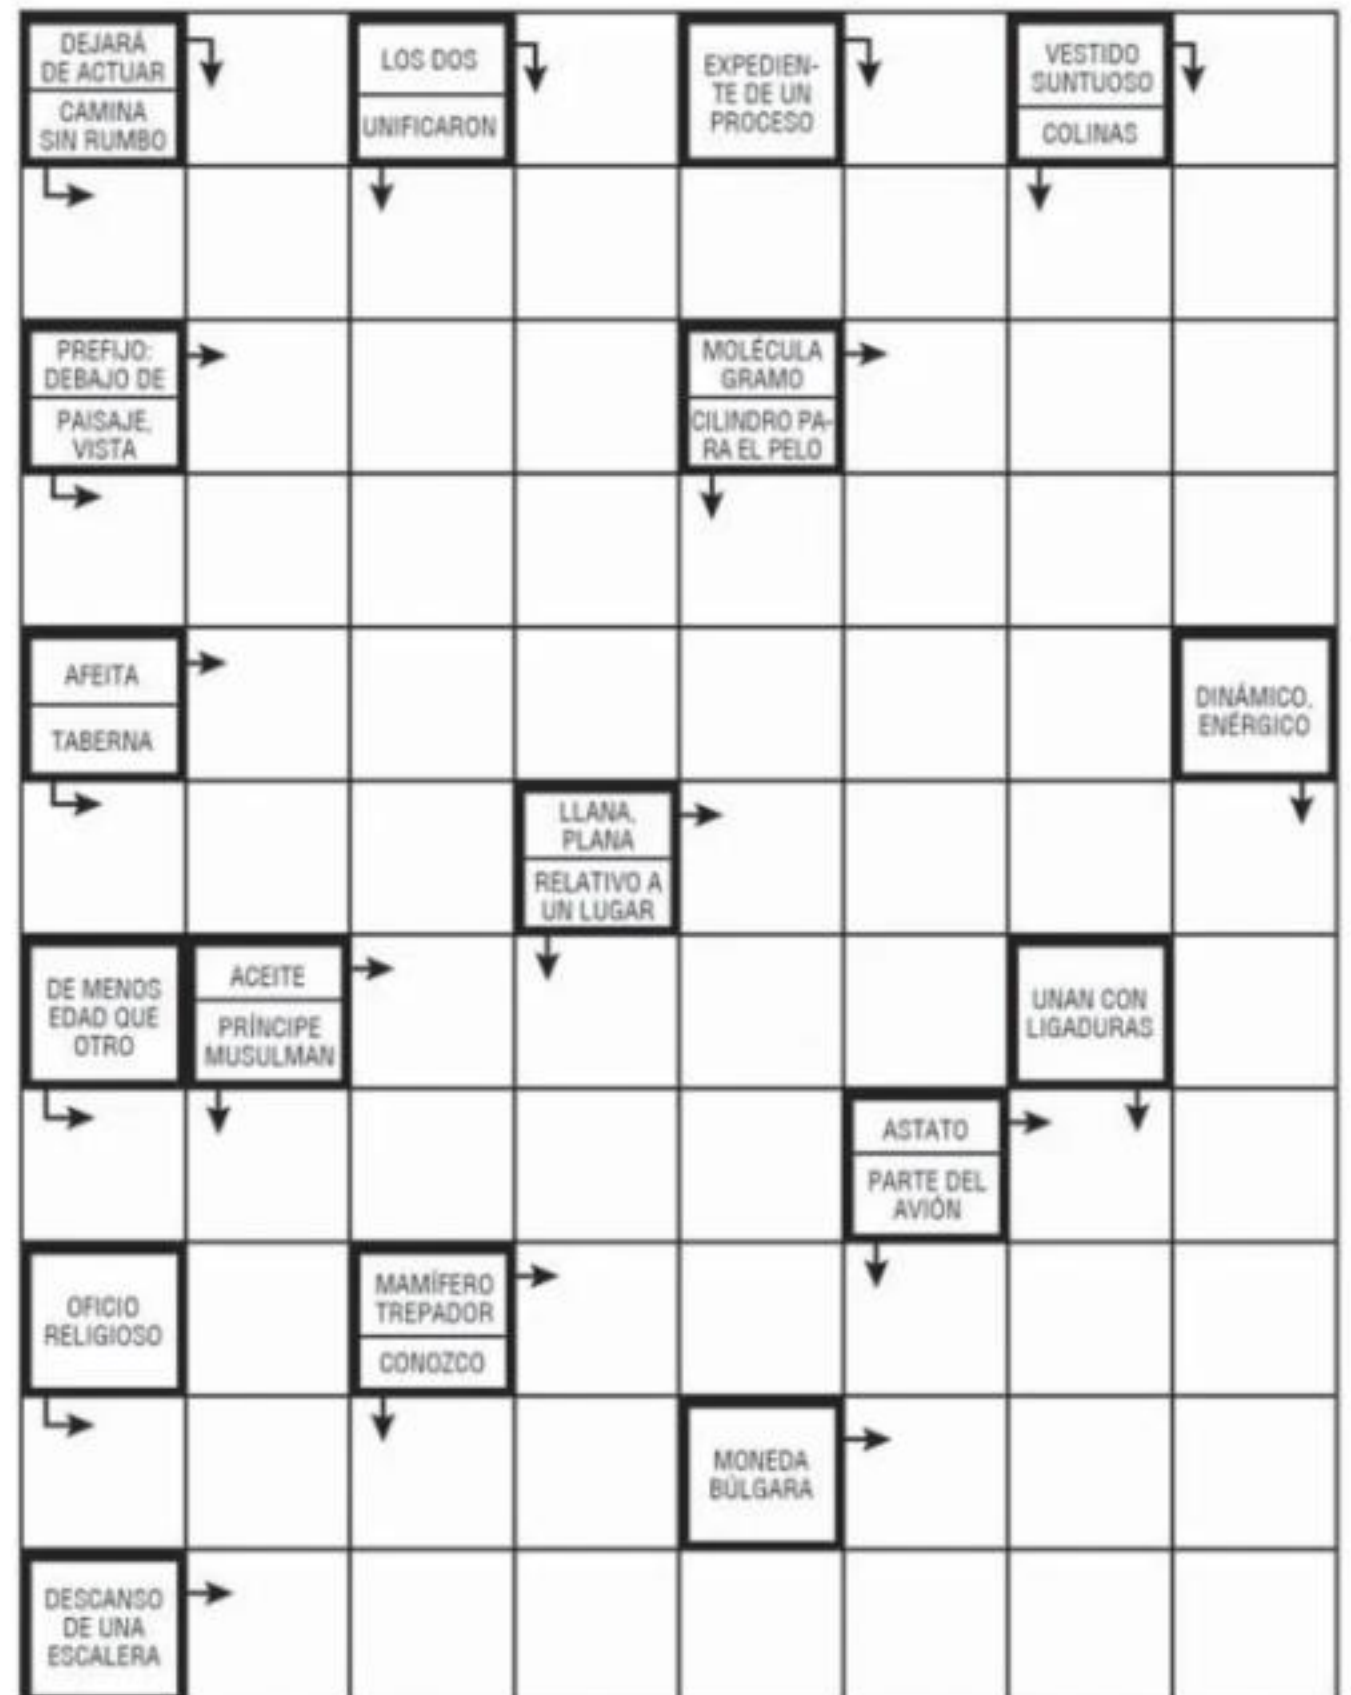 DEJARÁ
DE ACTUAR
CAMINA
SIN RUMBO
LOS DOS
UNIFICARON
EXPEDIEN-
TE DE UN
PROCESO
VESTIDO
SUNTUOSO
COLINAS
PREFIJO:
DEBAJO DE
PAISAJE,
VISTA
MOLÉCULA
GRAMO
CILINDRO PA-
RA EL PELO
AFEITA
TABERNA
DINÁMICO,
ENÉRGICO
LLANA,
PLANA
RELATIVO A
UN LUGAR
DE MENOS
EDAD QUE
OTRO
ACEITE
PRÍNCIPE
MUSULMAN
UNAN CON
LIGADURAS
ASTATO
PARTE DEL
AVIÓN
OFICIO
RELIGIOSO
MAMÍFERO
TREPADOR
CONOZCO
MONEDA
BÚLGARA
DESCANSO
DE UNA
ESCALERA